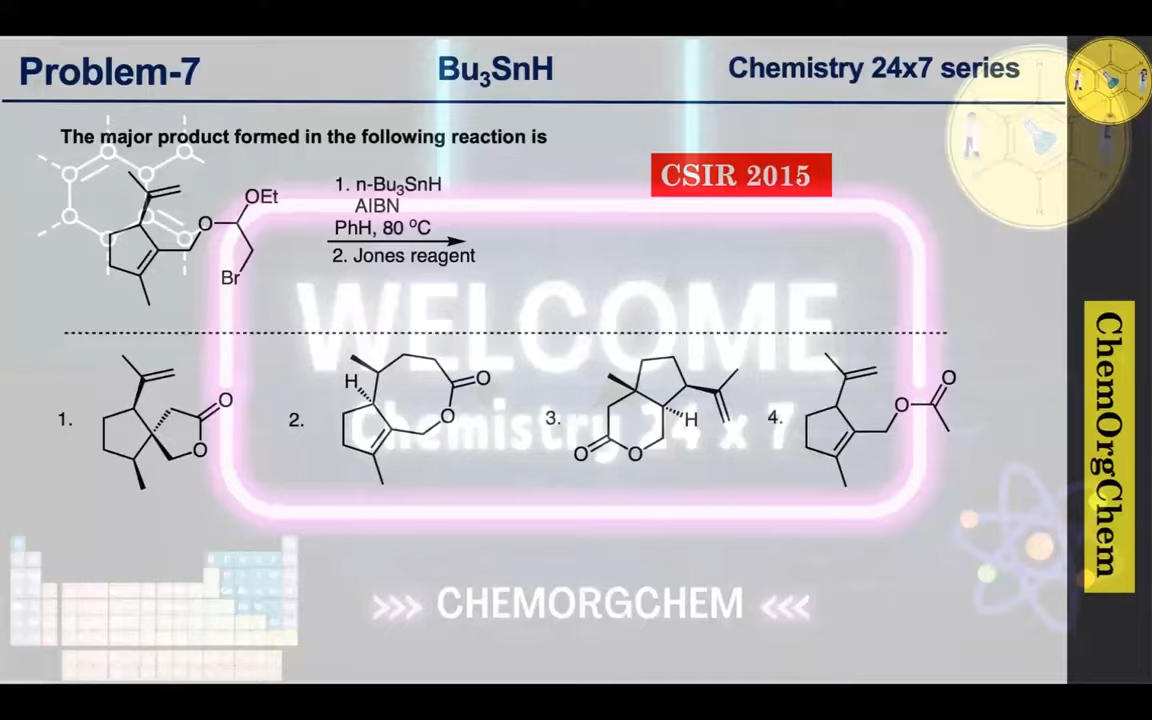 Problem-7
Bu₃SnH
Chemistry 24x7 series
The major product formed in the following reaction is
CSIR 2015
1. n-Bu₃SnH
AIBN
PhH, 80 ºC
2. Jones reagent
O
OEt
Br
WELCOME
1.
O
O
2.
H
O
O
3.
H
O
O
4.
O
O
Chemistry 24 x 7
>>> CHEMORGCHEM <<<
ChemOrgChem